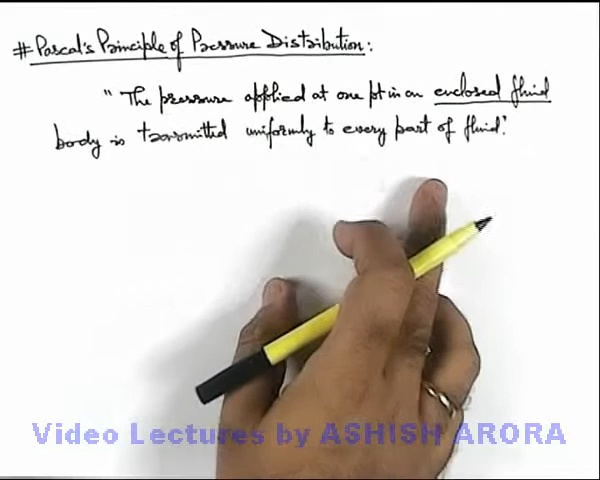 # Pascal's Principle of Pressure Distribution:
" The pressure applied at one pt in an enclosed fluid
body is transmitted uniformly to every part of fluid."
Video Lectures by ASHISH ARORA